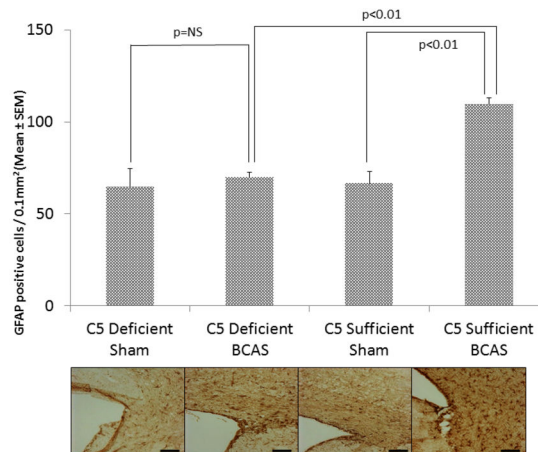 p<0.01
150
p=NS
p<0.01
100
50
0
GFAP positive cells / 0.1mm² (Mean ± SEM)
C5 Deficient Sham
C5 Deficient BCAS
C5 Sufficient Sham
C5 Sufficient BCAS